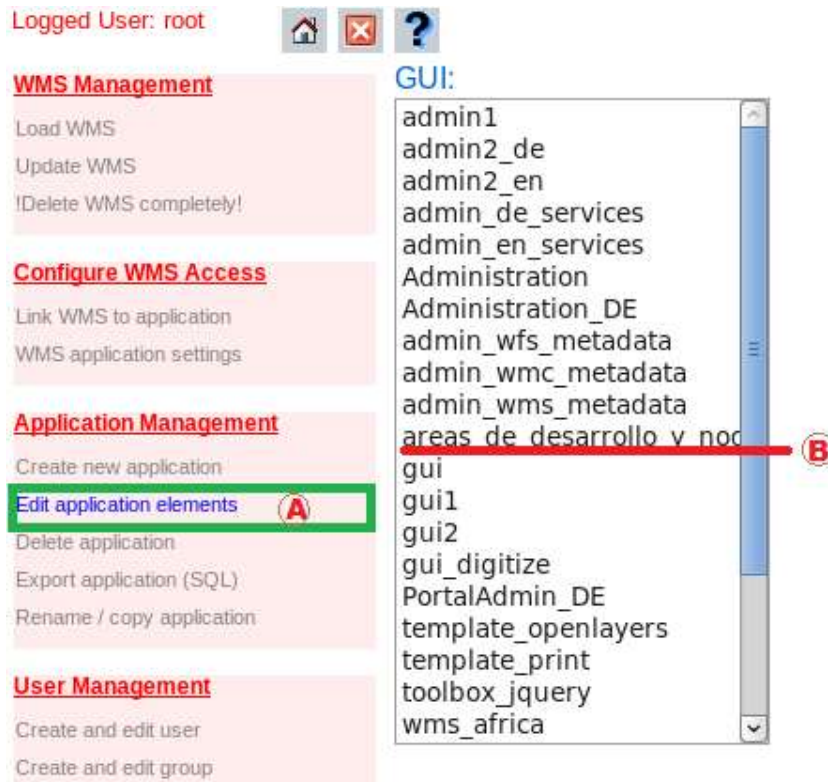 Logged User: root
?
WMS Management
Load WMS
Update WMS
!Delete WMS completely!
Configure WMS Access
Link WMS to application
WMS application settings
Application Management
Create new application
Edit application elements
A
Delete application
Export application (SQL)
Rename / copy application
User Management
Create and edit user
Create and edit group
GUI:
admin1
admin2_de
admin2_en
admin_de_services
admin_en_services
Administration
Administration_DE
admin_wfs_metadata
admin_wmc_metadata
admin_wms_metadata
areas_de_desarrollo_y_noc
B
gui
gui1
gui2
gui_digitize
PortalAdmin_DE
template_openlayers
template_print
toolbox_jquery
wms_africa